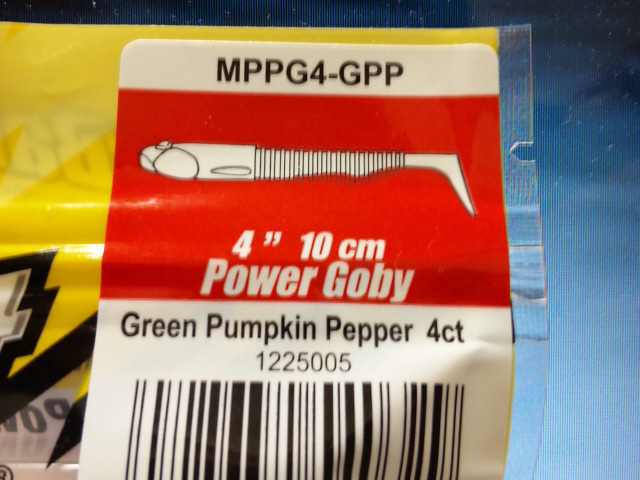 MPPG4-GPP
4" 10 cm
Power Goby
Green Pumpkin Pepper 4ct
1225005
®